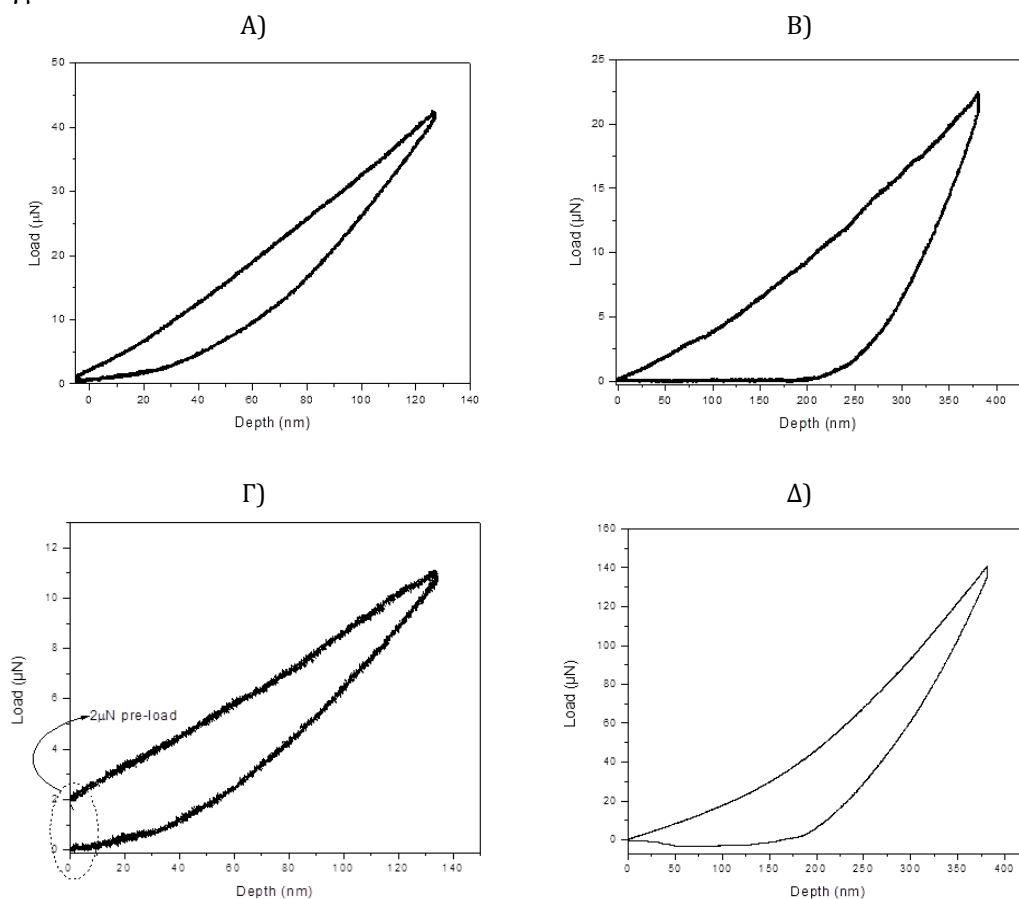 Α)
50
40
30
20
10
0
Load (μN)
0 20 40 60 80 100 120 140
Depth (nm)
Β)
25
20
15
10
5
0
Load (μN)
0 50 100 150 200 250 300 350 400
Depth (nm)
Γ)
12
10
8
6
4
2
0
Load (μN)
2μN pre-load
0 20 40 60 80 100 120 140
Depth (nm)
Δ)
160
140
120
100
80
60
40
20
0
Load (μN)
0 50 100 150 200 250 300 350 400
Depth (nm)